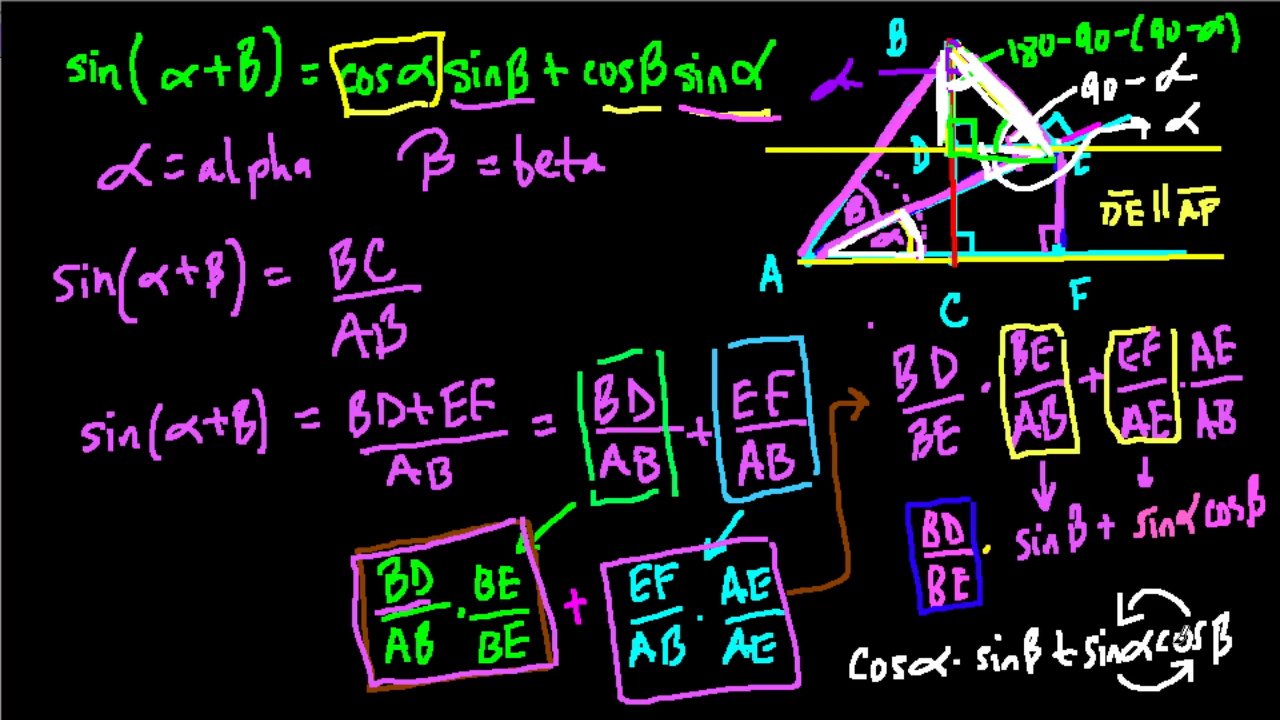 sin(α+β) = cosα sinβ + cosβ sinα
α = alpha β = beta
sin(α+β) = BC/AB
sin(α+β) = (BD+EF)/AB = BD/AB + EF/AB
BD/AB · BE/BE + EF/AB · AE/AE
B
180-90-(90-α)
α
90-α
α
D
E
β
α
DE || AF
A
C
F
BD/BE · BE/AB + EF/AE · AE/AB
BD/BE · sinβ + sinα cosβ
cosα · sinβ + sinα cosβ